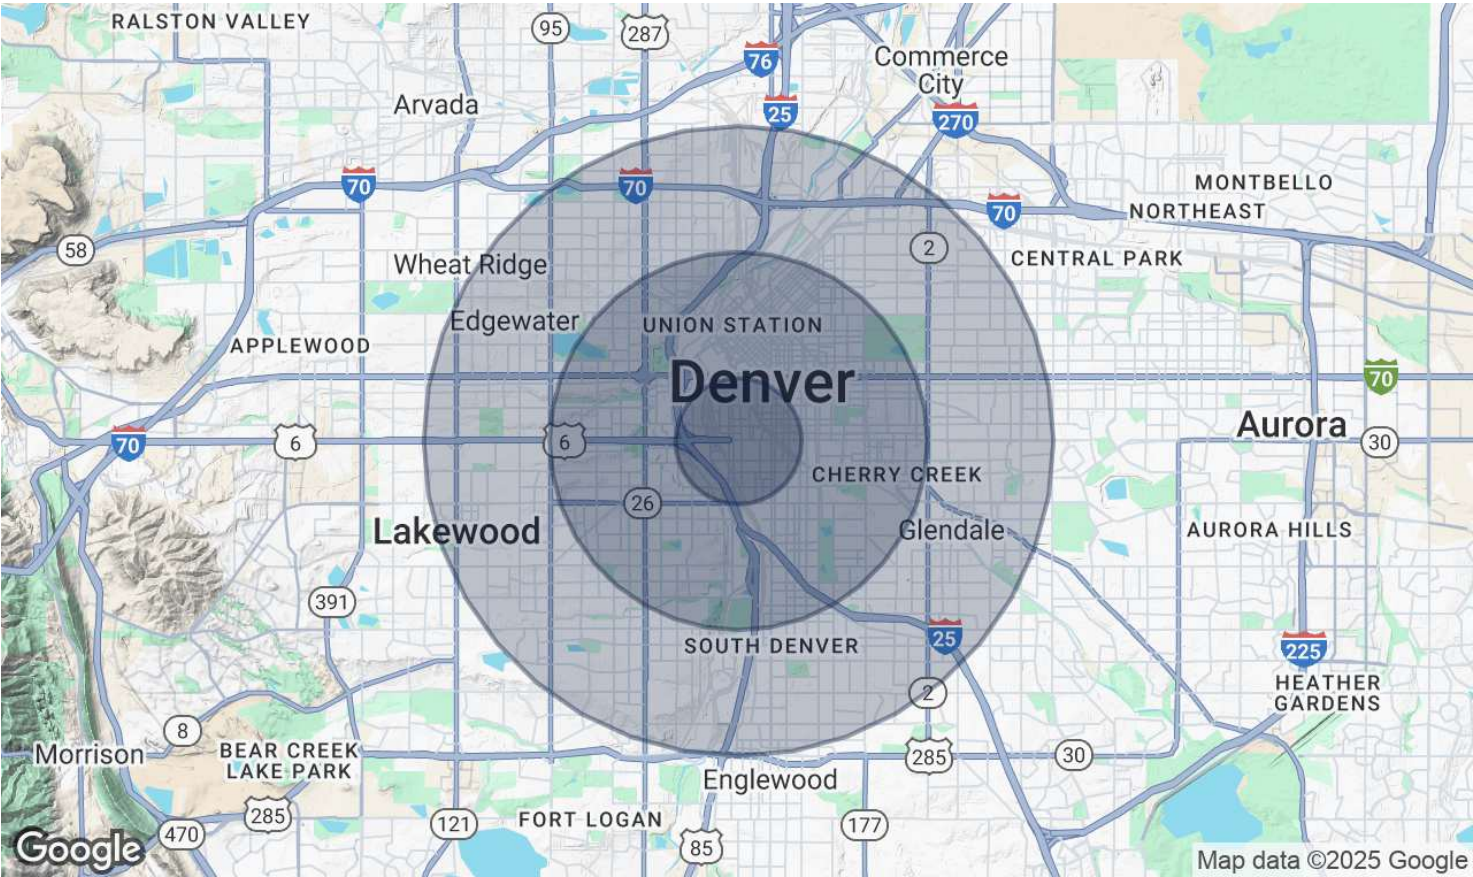 RALSTON VALLEY
95
287
76
Commerce
City
Arvada
25
270
70
70
70
MONTBELLO
NORTHEAST
58
2
CENTRAL PARK
Wheat Ridge
Edgewater
UNION STATION
APPLEWOOD
Denver
70
Aurora
70
6
6
30
CHERRY CREEK
26
Lakewood
Glendale
AURORA HILLS
391
25
SOUTH DENVER
225
HEATHER
GARDENS
2
8
Morrison
BEAR CREEK
LAKE PARK
285
30
Englewood
285
121
FORT LOGAN
177
470
85
Google
Map data ©2025 Google